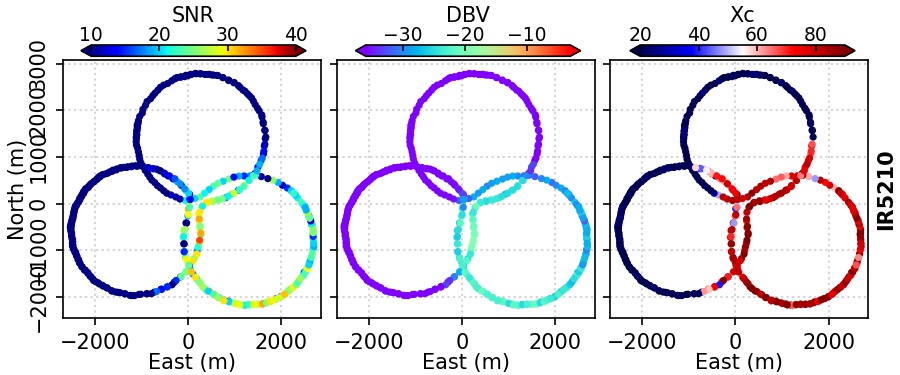 SNR DBV Xc
10 20 30 40 −30 −20 −10 20 40 60 80
North (m)
3000
2000
1000
0
−1000
−2000
−2000 0 2000 −2000 0 2000 −2000 0 2000
East (m) East (m) East (m)
IR5210